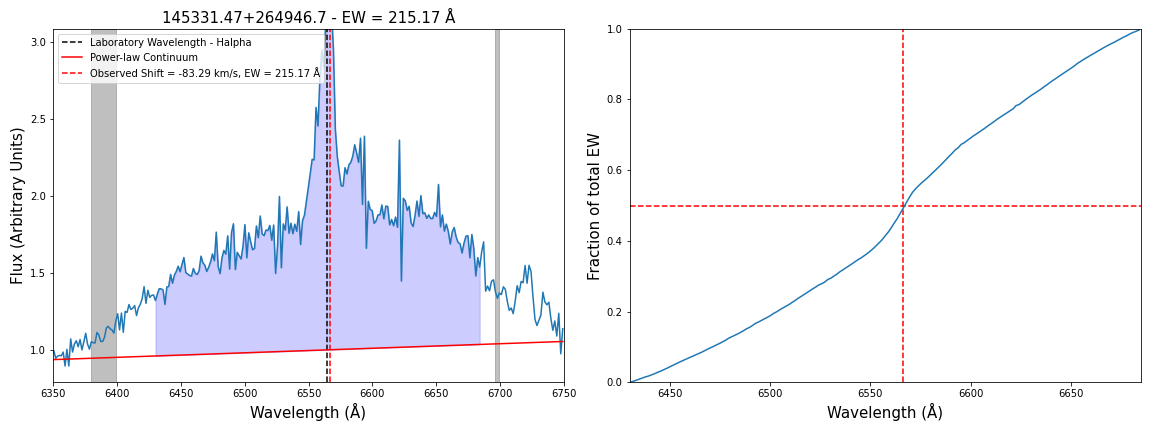 145331.47+264946.7 - EW = 215.17 Å
Laboratory Wavelength - Halpha
Power-law Continuum
Observed Shift = -83.29 km/s, EW = 215.17 Å
Flux (Arbitrary Units)
3.0
2.5
2.0
1.5
1.0
6350 6400 6450 6500 6550 6600 6650 6700 6750
Wavelength (Å)
Fraction of total EW
1.0
0.8
0.6
0.4
0.2
0.0
6450 6500 6550 6600 6650
Wavelength (Å)